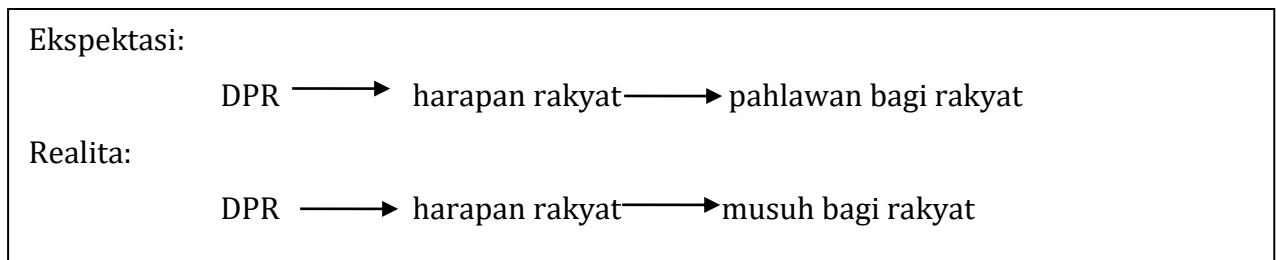 Ekspektasi:
DPR harapan rakyat pahlawan bagi rakyat
Realita:
DPR harapan rakyat musuh bagi rakyat